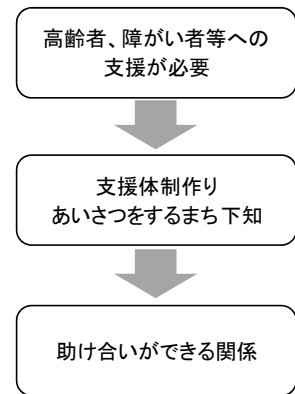 高齢者、障がい者等への
支援が必要
支援体制作り
あいさつをするまち下知
助け合いができる関係